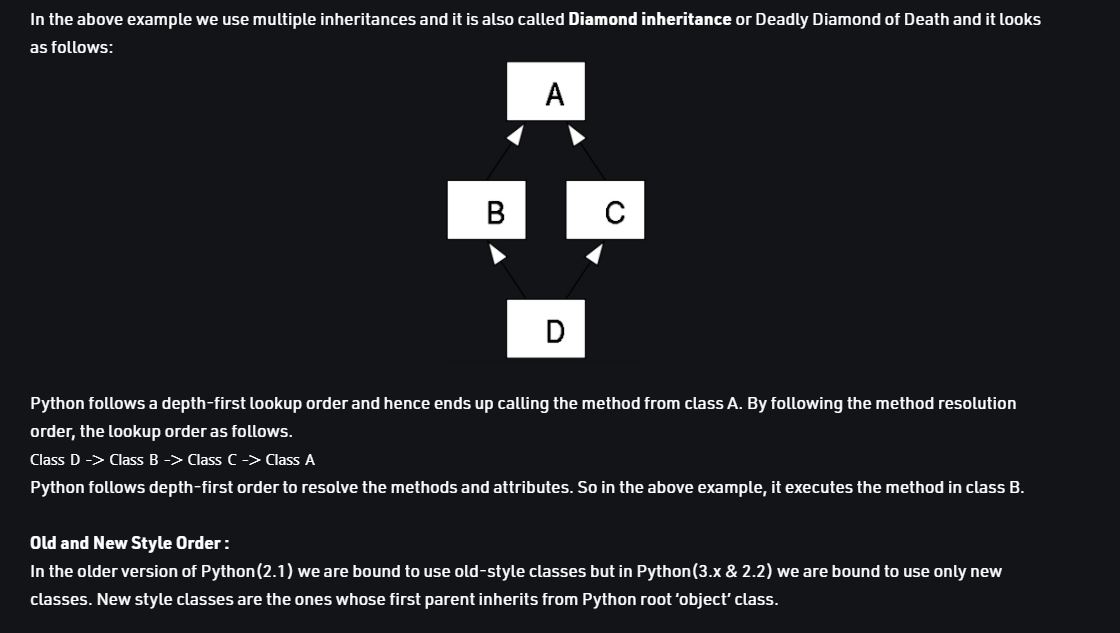 In the above example we use multiple inheritances and it is also called Diamond inheritance or Deadly Diamond of Death and it looks
as follows:
A
B C
D
Python follows a depth-first lookup order and hence ends up calling the method from class A. By following the method resolution
order, the lookup order as follows.
Class D -> Class B -> Class C -> Class A
Python follows depth-first order to resolve the methods and attributes. So in the above example, it executes the method in class B.
Old and New Style Order :
In the older version of Python(2.1) we are bound to use old-style classes but in Python(3.x & 2.2) we are bound to use only new
classes. New style classes are the ones whose first parent inherits from Python root ‘object’ class.